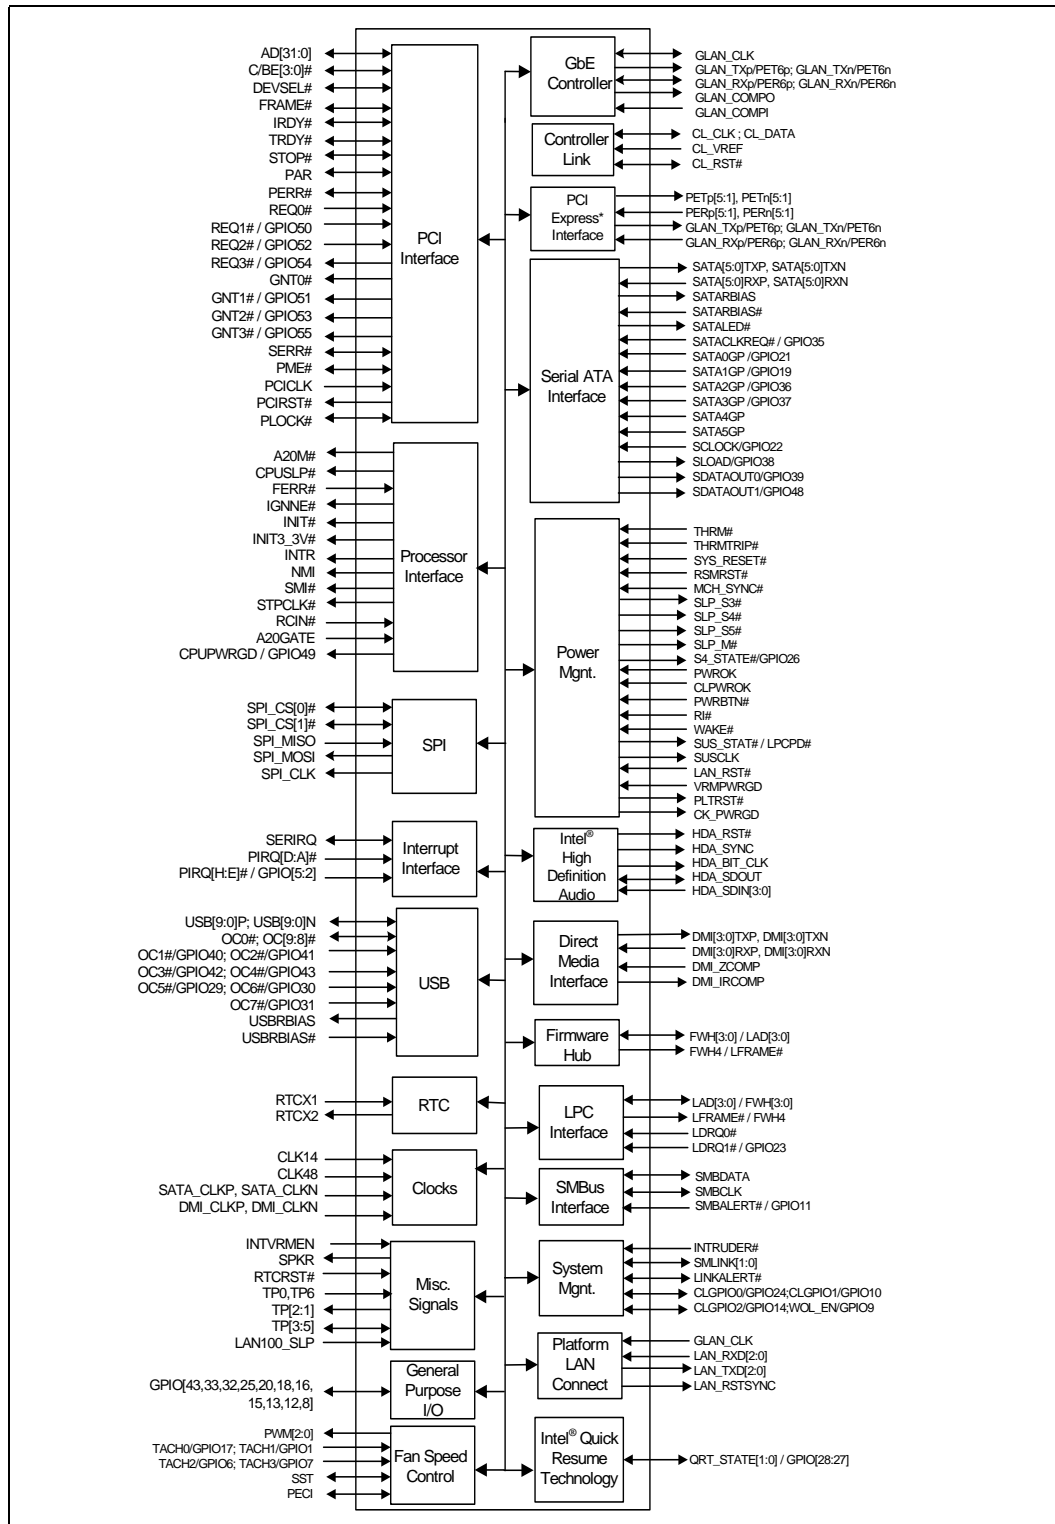 AD[31:0]
C/BE[3:0]#
DEVSEL#
FRAME#
IRDY#
TRDY#
STOP#
PAR
PERR#
REQ0#
REQ1# / GPIO50
REQ2# / GPIO52
REQ3# / GPIO54
GNT0#
GNT1# / GPIO51
GNT2# / GPIO53
GNT3# / GPIO55
SERR#
PME#
PCICLK
PCIRST#
PLOCK#
PCI
Interface
A20M#
CPUSLP#
FERR#
IGNNE#
INIT#
INIT3_3V#
INTR
NMI
SMI#
STPCLK#
RCIN#
A20GATE
CPUPWRGD / GPIO49
Processor
Interface
SPI_CS[0]#
SPI_CS[1]#
SPI_MISO
SPI_MOSI
SPI_CLK
SPI
SERIRQ
PIRQ[D:A]#
PIRQ[H:E]# / GPIO[5:2]
Interrupt
Interface
USB[9:0]P; USB[9:0]N
OC0#; OC[9:8]#
OC1#/GPIO40; OC2#/GPIO41
OC3#/GPIO42; OC4#/GPIO43
OC5#/GPIO29; OC6#/GPIO30
OC7#/GPIO31
USBRBIAS
USBRBIAS#
USB
RTCX1
RTCX2
RTC
CLK14
CLK48
SATA_CLKP, SATA_CLKN
DMI_CLKP, DMI_CLKN
Clocks
INTVRMEN
SPKR
RTCRST#
TP0,TP6
TP[2:1]
TP[3:5]
LAN100_SLP
Misc.
Signals
GPIO[43,33,32,25,20,18,16,
15,13,12,8]
General
Purpose
I/O
PWM[2:0]
TACH0/GPIO17; TACH1/GPIO1
TACH2/GPIO6; TACH3/GPIO7
SST
PECI
Fan Speed
Control
GbE
Controller
GLAN_CLK
GLAN_TXp/PET6p; GLAN_TXn/PET6n
GLAN_RXp/PER6p; GLAN_RXn/PER6n
GLAN_COMPO
GLAN_COMPI
Controller
Link
CL_CLK ; CL_DATA
CL_VREF
CL_RST#
PCI
Express*
Interface
PETp[5:1], PETn[5:1]
PERp[5:1], PERn[5:1]
GLAN_TXp/PET6p; GLAN_TXn/PET6n
GLAN_RXp/PER6p; GLAN_RXn/PER6n
Serial ATA
Interface
SATA[5:0]TXP, SATA[5:0]TXN
SATA[5:0]RXP, SATA[5:0]RXN
SATARBIAS
SATARBIAS#
SATALED#
SATACLKREQ# / GPIO35
SATA0GP /GPIO21
SATA1GP /GPIO19
SATA2GP /GPIO36
SATA3GP /GPIO37
SATA4GP
SATA5GP
SCLOCK/GPIO22
SLOAD/GPIO38
SDATAOUT0/GPIO39
SDATAOUT1/GPIO48
Power
Mgnt.
THRM#
THRMTRIP#
SYS_RESET#
RSMRST#
MCH_SYNC#
SLP_S3#
SLP_S4#
SLP_S5#
SLP_M#
S4_STATE#/GPIO26
PWROK
CLPWROK
PWRBTN#
RI#
WAKE#
SUS_STAT# / LPCPD#
SUSCLK
LAN_RST#
VRMPWRGD
PLTRST#
CK_PWRGD
Intel®
High
Definition
Audio
HDA_RST#
HDA_SYNC
HDA_BIT_CLK
HDA_SDOUT
HDA_SDIN[3:0]
Direct
Media
Interface
DMI[3:0]TXP, DMI[3:0]TXN
DMI[3:0]RXP, DMI[3:0]RXN
DMI_ZCOMP
DMI_IRCOMP
Firmware
Hub
FWH[3:0] / LAD[3:0]
FWH4 / LFRAME#
LPC
Interface
LAD[3:0] / FWH[3:0]
LFRAME# / FWH4
LDRQ0#
LDRQ1# / GPIO23
SMBus
Interface
SMBDATA
SMBCLK
SMBALERT# / GPIO11
System
Mgnt.
INTRUDER#
SMLINK[1:0]
LINKALERT#
CLGPIO0/GPIO24;CLGPIO1/GPIO10
CLGPIO2/GPIO14;WOL_EN/GPIO9
Platform
LAN
Connect
GLAN_CLK
LAN_RXD[2:0]
LAN_TXD[2:0]
LAN_RSTSYNC
Intel® Quick
Resume
Technology
QRT_STATE[1:0] / GPIO[28:27]